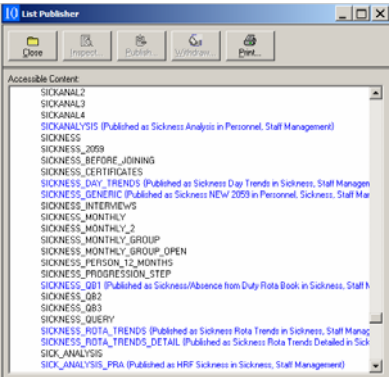 IQ List Publisher
Close Inspect... Publish... Withdraw... Print...
Accessible Content:
SICKANAL2
SICKANAL3
SICKANAL4
SICKANALYSIS (Published as Sickness Analysis in Personnel, Staff Management)
SICKNESS
SICKNESS_2059
SICKNESS_BEFORE_JOINING
SICKNESS_CERTIFICATES
SICKNESS_DAY_TRENDS (Published as Sickness Day Trends in Sickness, Staff Managen
SICKNESS_GENERIC (Published as Sickness NEW 2059 in Personnel, Sickness, Staff Mar
SICKNESS_INTERVIEWS
SICKNESS_MONTHLY
SICKNESS_MONTHLY_2
SICKNESS_MONTHLY_GROUP
SICKNESS_MONTHLY_GROUP_OPEN
SICKNESS_PERSON_12_MONTHS
SICKNESS_PROGRESSION_STEP
SICKNESS_QB1 (Published as Sickness/Absence from Duty Rota Book in Sickness, Staff M
SICKNESS_QB2
SICKNESS_QB3
SICKNESS_QUERY
SICKNESS_ROTA_TRENDS (Published as Sickness Rota Trends in Sickness, Staff Manag
SICKNESS_ROTA_TRENDS_DETAIL (Published as Sickness Rota Trends Detailed in Sick
SICK_ANALYSIS
SICK_ANALYSIS_PRA (Published as HRF Sickness in Sickness, Staff Management)